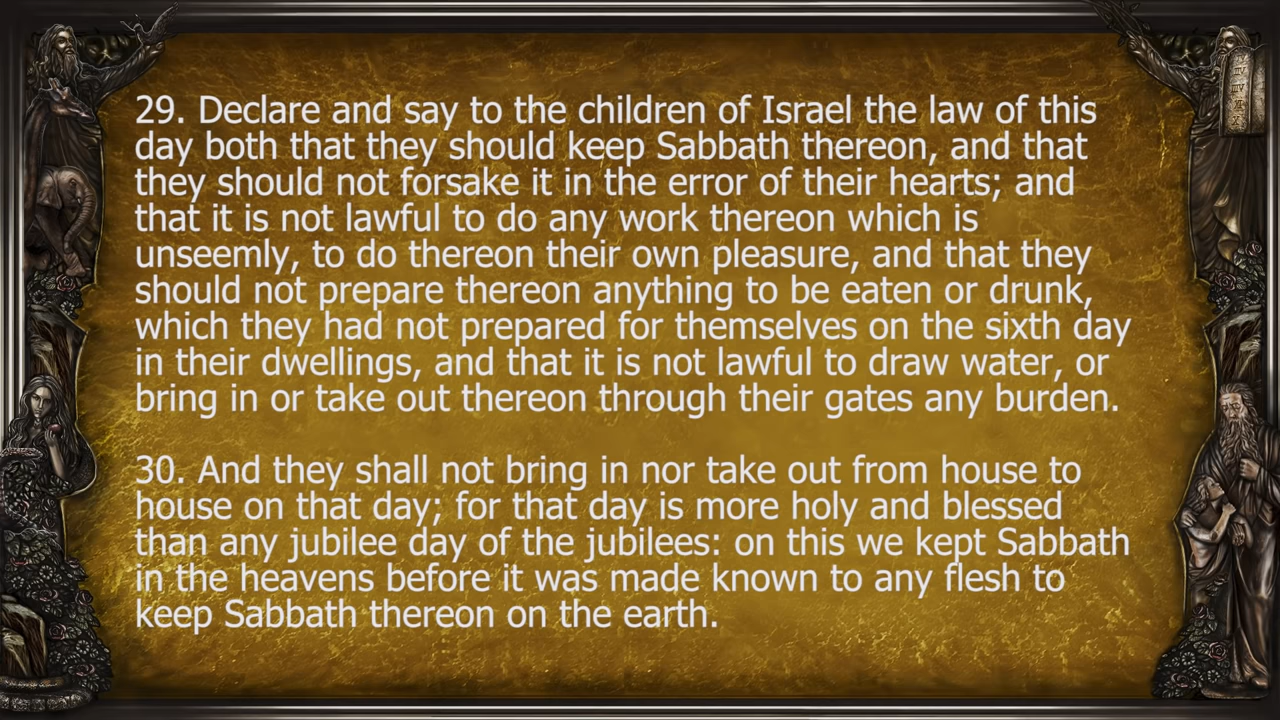 29. Declare and say to the children of Israel the law of this
day both that they should keep Sabbath thereon, and that
they should not forsake it in the error of their hearts; and
that it is not lawful to do any work thereon which is
unseemly, to do thereon their own pleasure, and that they
should not prepare thereon anything to be eaten or drunk,
which they had not prepared for themselves on the sixth day
in their dwellings, and that it is not lawful to draw water, or
bring in or take out thereon through their gates any burden.
30. And they shall not bring in nor take out from house to
house on that day; for that day is more holy and blessed
than any jubilee day of the jubilees: on this we kept Sabbath
in the heavens before it was made known to any flesh to
keep Sabbath thereon on the earth.